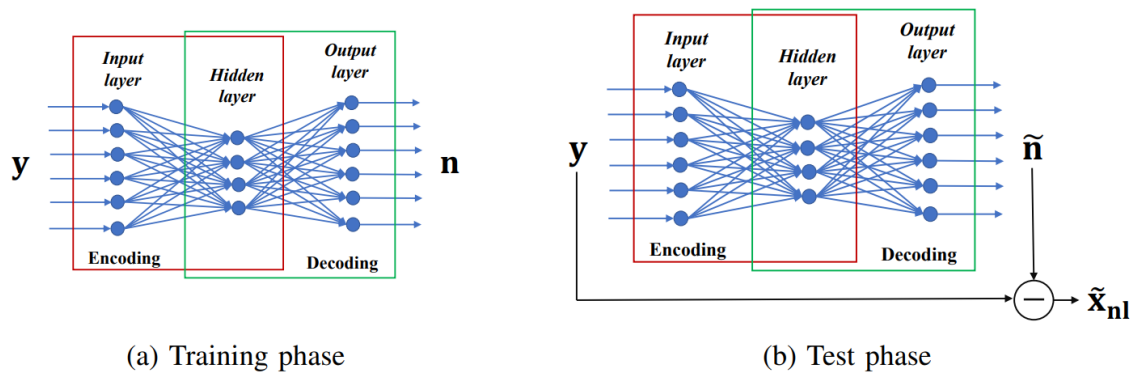 Input
layer
Hidden
layer
Output
layer
y
n
Encoding
Decoding
(a) Training phase
Input
layer
Hidden
layer
Output
layer
y
ñ
Encoding
Decoding
−
x̃nl
(b) Test phase